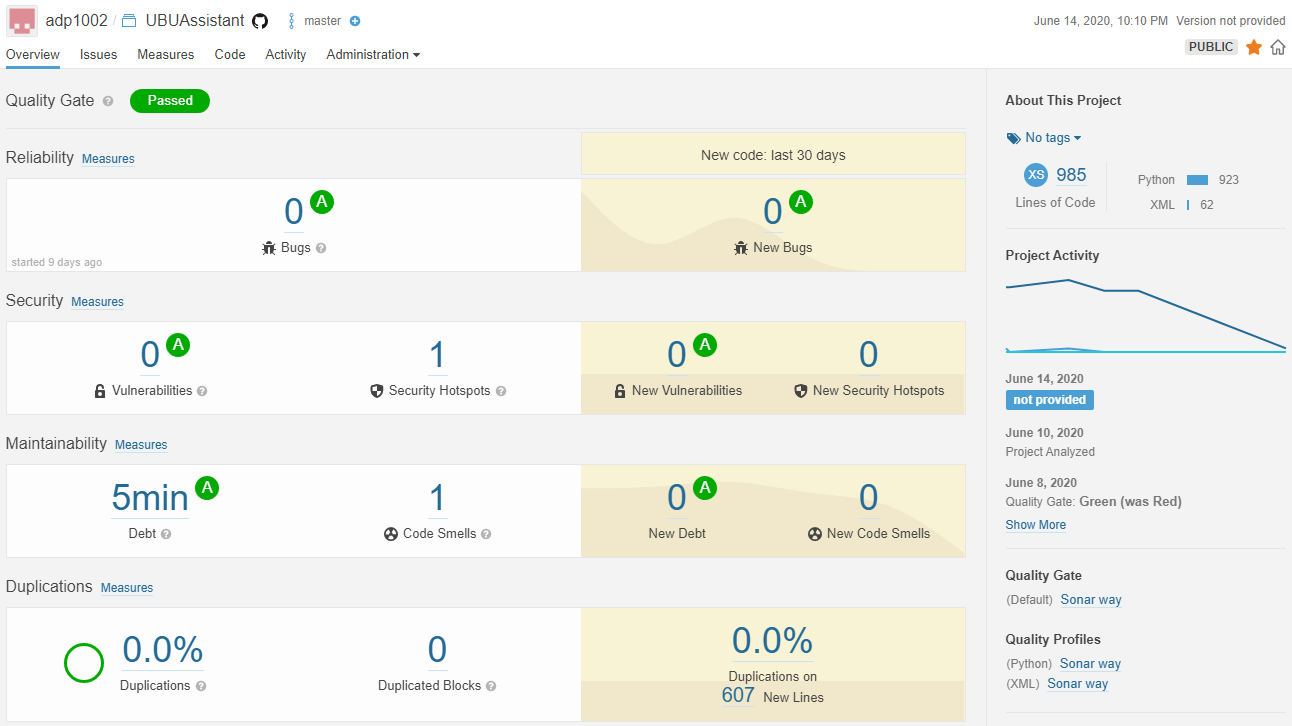 adp1002 / UBUAssistant master
June 14, 2020, 10:10 PM Version not provided
Overview Issues Measures Code Activity Administration
PUBLIC
Quality Gate ? Passed
Reliability Measures
New code: last 30 days
0 A
Bugs ?
started 9 days ago
0 A
New Bugs
Security Measures
0 A
Vulnerabilities ?
1
Security Hotspots ?
0 A
New Vulnerabilities
0
New Security Hotspots
Maintainability Measures
5min A
Debt ?
1
Code Smells ?
0 A
New Debt
0
New Code Smells
Duplications Measures
0.0%
Duplications ?
0
Duplicated Blocks ?
0.0%
Duplications on
607 New Lines
About This Project
No tags
XS 985
Lines of Code
Python 923
XML 62
Project Activity
June 14, 2020
not provided
June 10, 2020
Project Analyzed
June 8, 2020
Quality Gate: Green (was Red)
Show More
Quality Gate
(Default) Sonar way
Quality Profiles
(Python) Sonar way
(XML) Sonar way